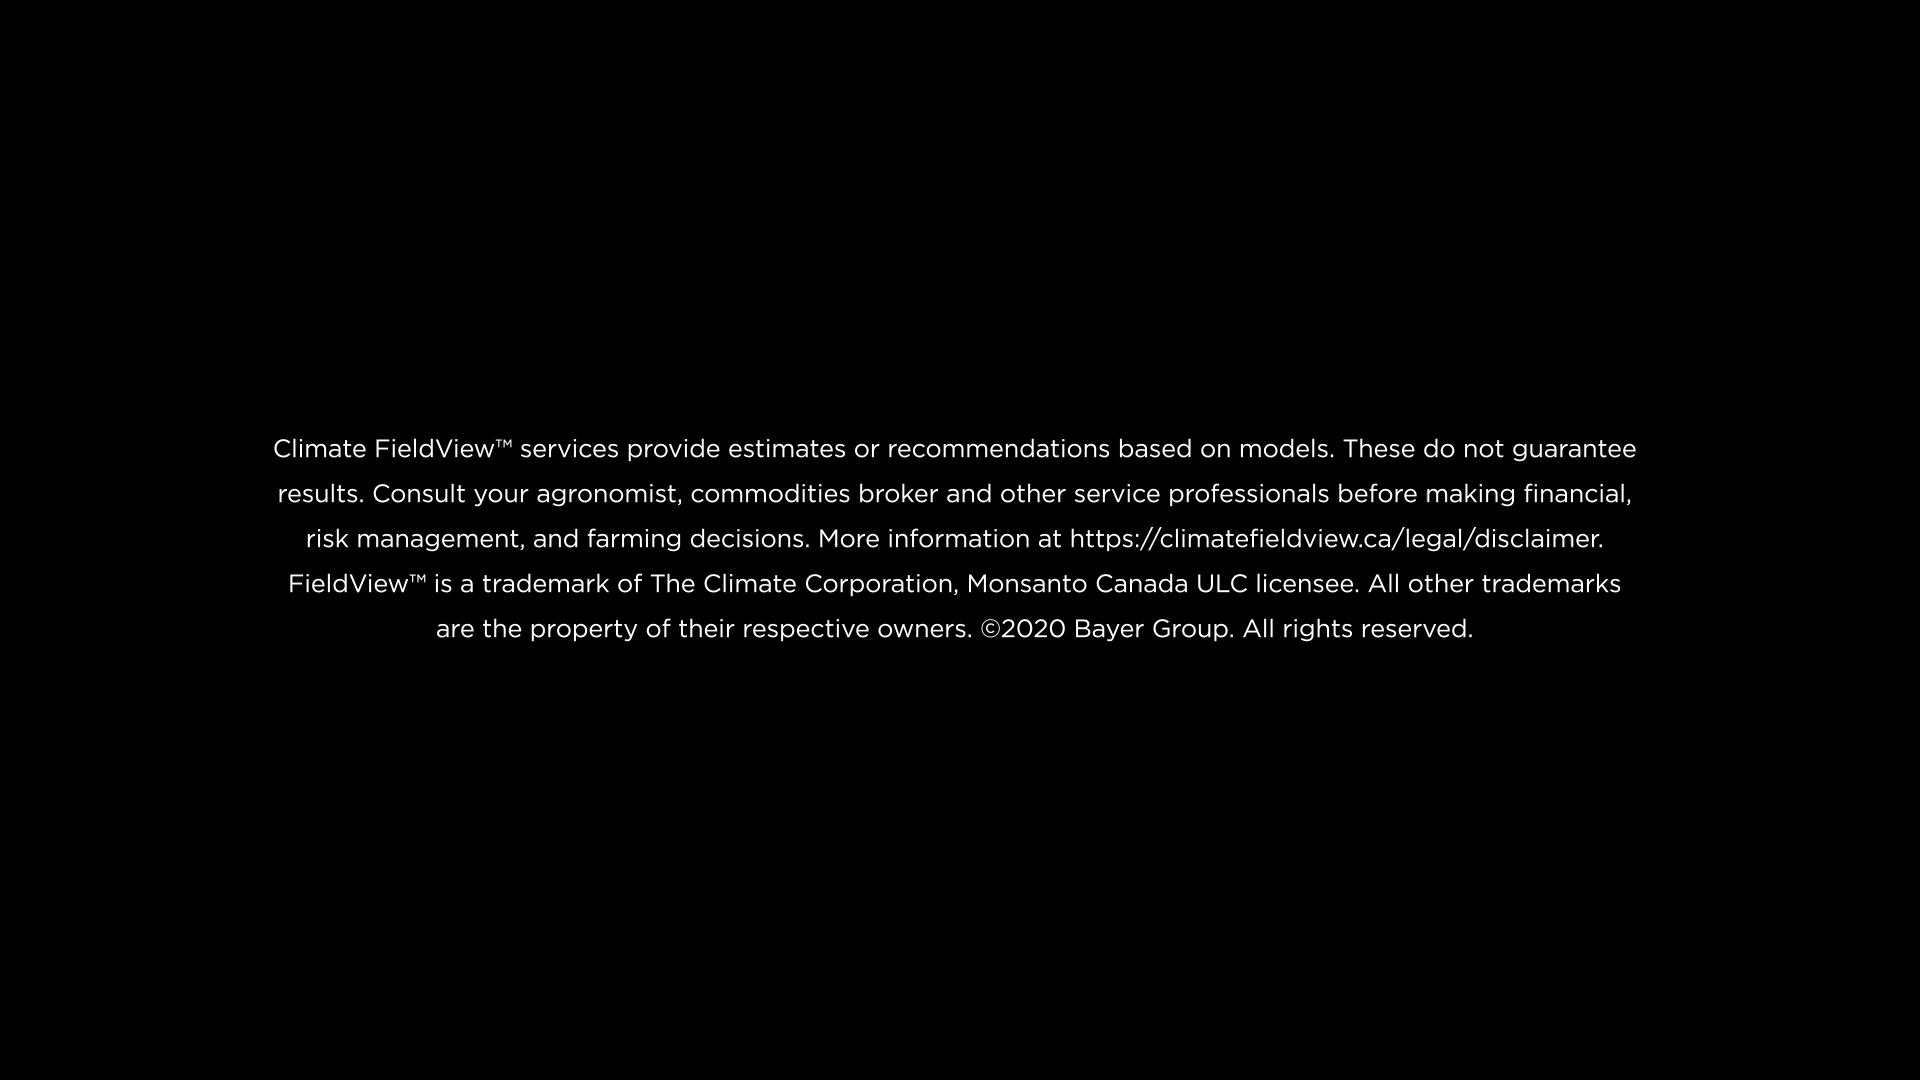 Climate FieldView™ services provide estimates or recommendations based on models. These do not guarantee
results. Consult your agronomist, commodities broker and other service professionals before making financial,
risk management, and farming decisions. More information at https://climatefieldview.ca/legal/disclaimer.
FieldView™ is a trademark of The Climate Corporation, Monsanto Canada ULC licensee. All other trademarks
are the property of their respective owners. ©2020 Bayer Group. All rights reserved.